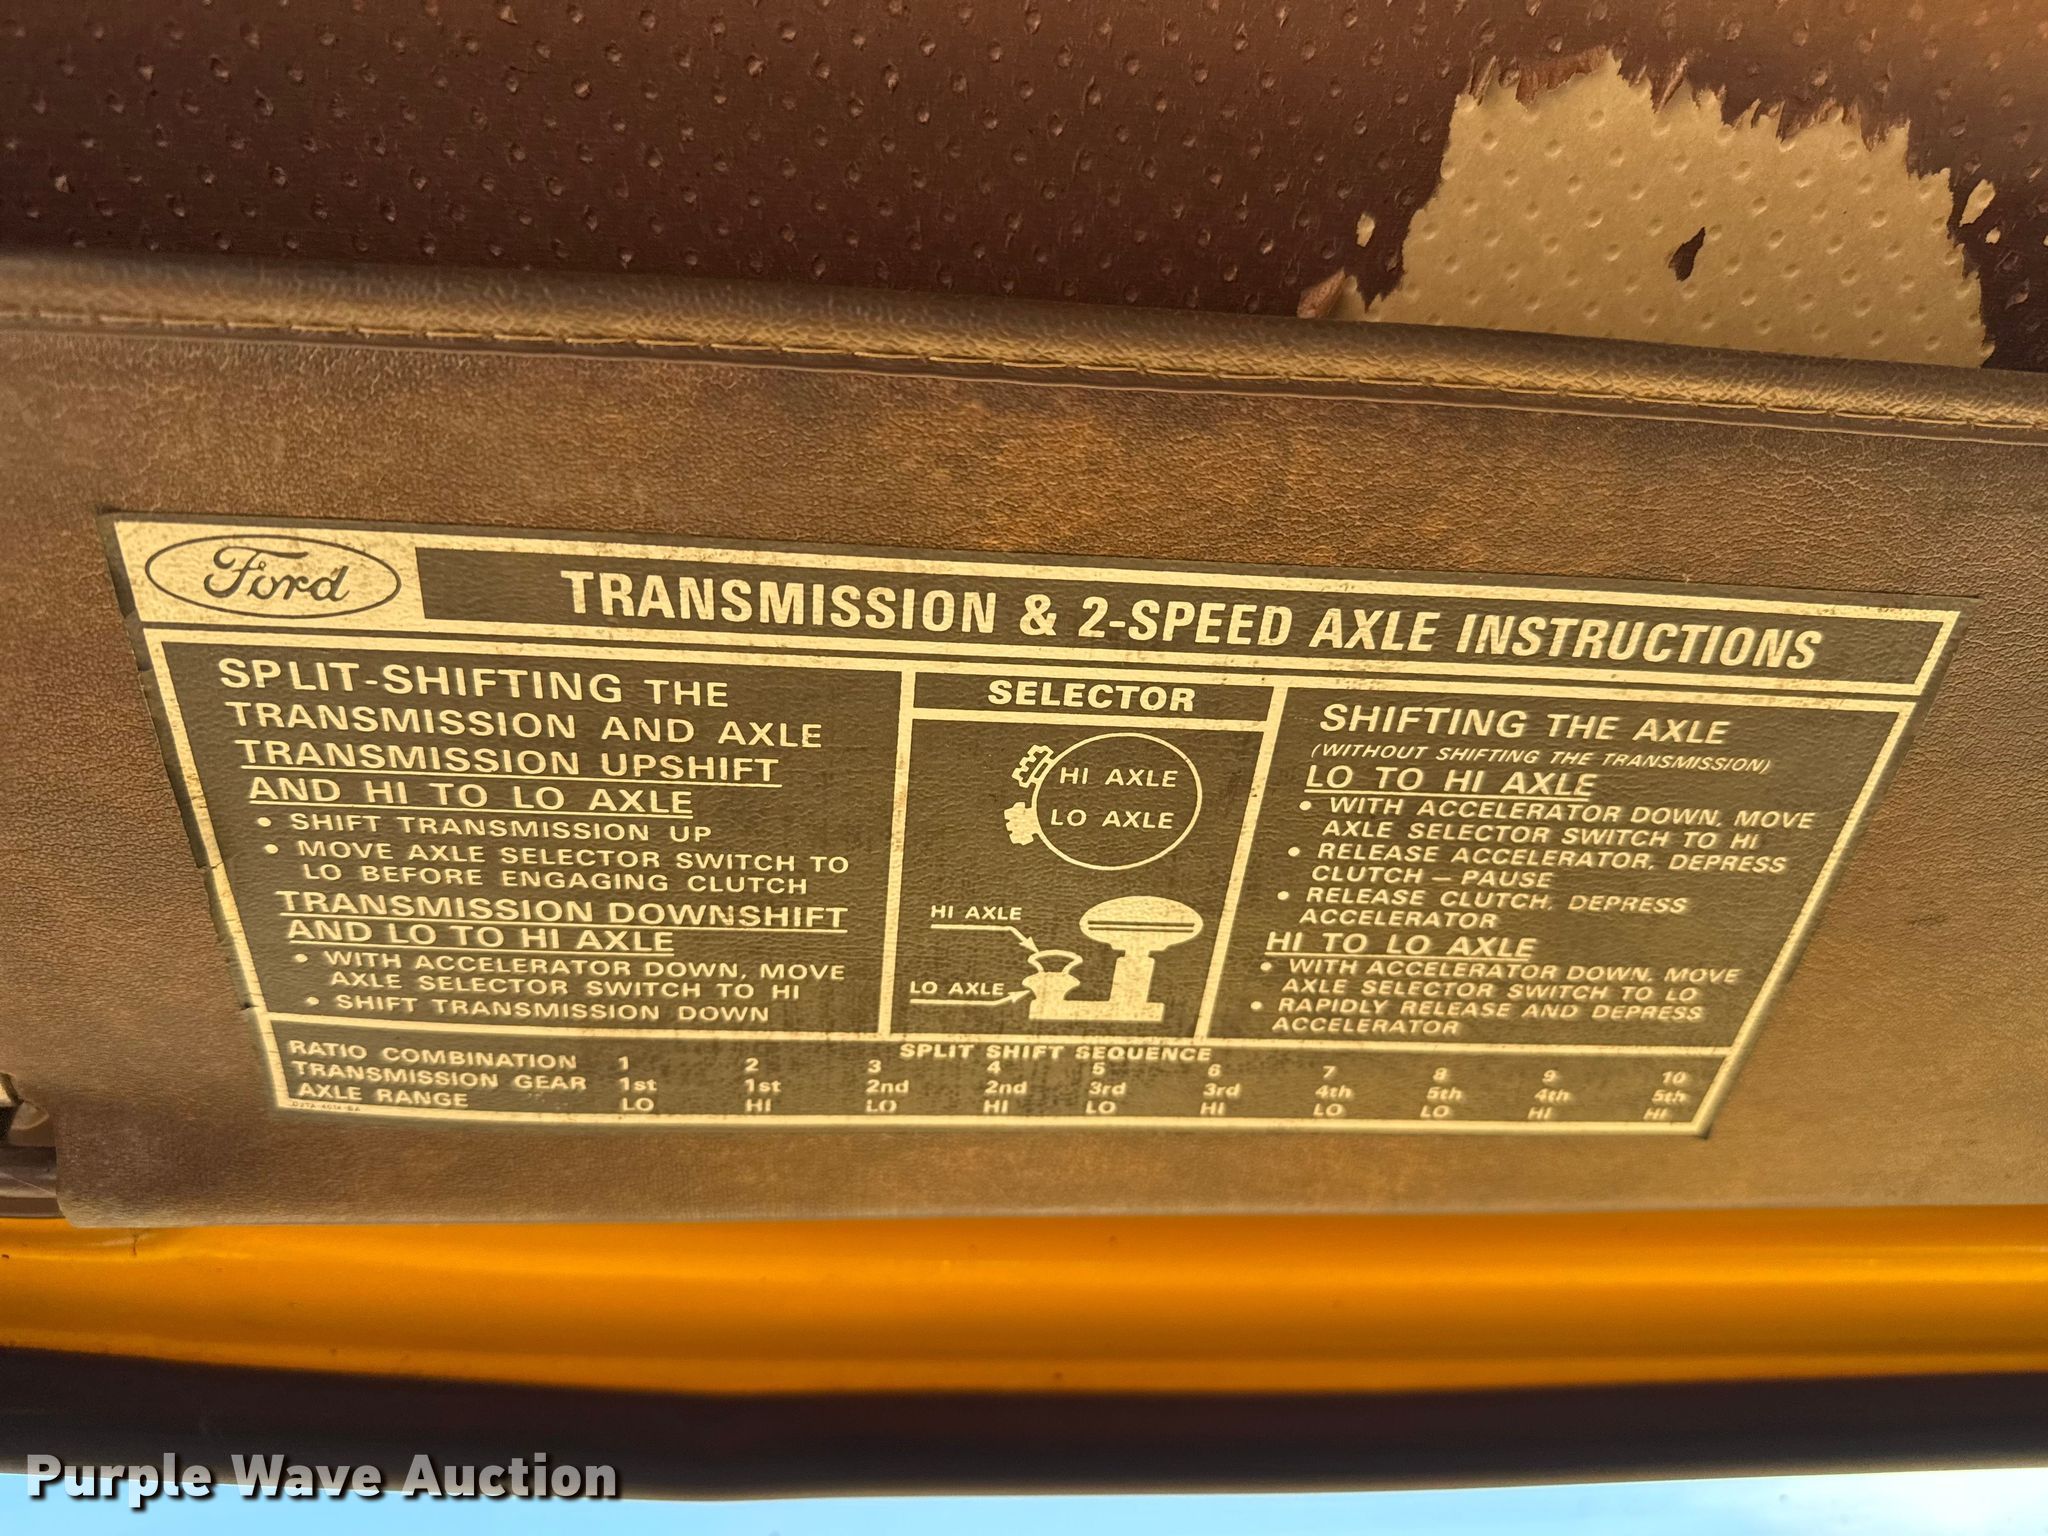 Ford
TRANSMISSION & 2-SPEED AXLE INSTRUCTIONS
SPLIT-SHIFTING THE
TRANSMISSION AND AXLE
TRANSMISSION UPSHIFT
AND HI TO LO AXLE
• SHIFT TRANSMISSION UP
• MOVE AXLE SELECTOR SWITCH TO
LO BEFORE ENGAGING CLUTCH
TRANSMISSION DOWNSHIFT
AND LO TO HI AXLE
• WITH ACCELERATOR DOWN, MOVE
AXLE SELECTOR SWITCH TO HI
• SHIFT TRANSMISSION DOWN
SELECTOR
HI AXLE
LO AXLE
HI AXLE
LO AXLE
SHIFTING THE AXLE
(WITHOUT SHIFTING THE TRANSMISSION)
LO TO HI AXLE
• WITH ACCELERATOR DOWN, MOVE
AXLE SELECTOR SWITCH TO HI
• RELEASE ACCELERATOR, DEPRESS
CLUTCH — PAUSE
• RELEASE CLUTCH, DEPRESS
ACCELERATOR
HI TO LO AXLE
• WITH ACCELERATOR DOWN, MOVE
AXLE SELECTOR SWITCH TO LO
• RAPIDLY RELEASE AND DEPRESS
ACCELERATOR
SPLIT SHIFT SEQUENCE
RATIO COMBINATION 1 2 3 4 5 6 7 8 9 10
TRANSMISSION GEAR 1st 1st 2nd 2nd 3rd 3rd 4th 5th 4th 5th
AXLE RANGE LO HI LO HI LO HI LO LO HI HI
Purple Wave Auction